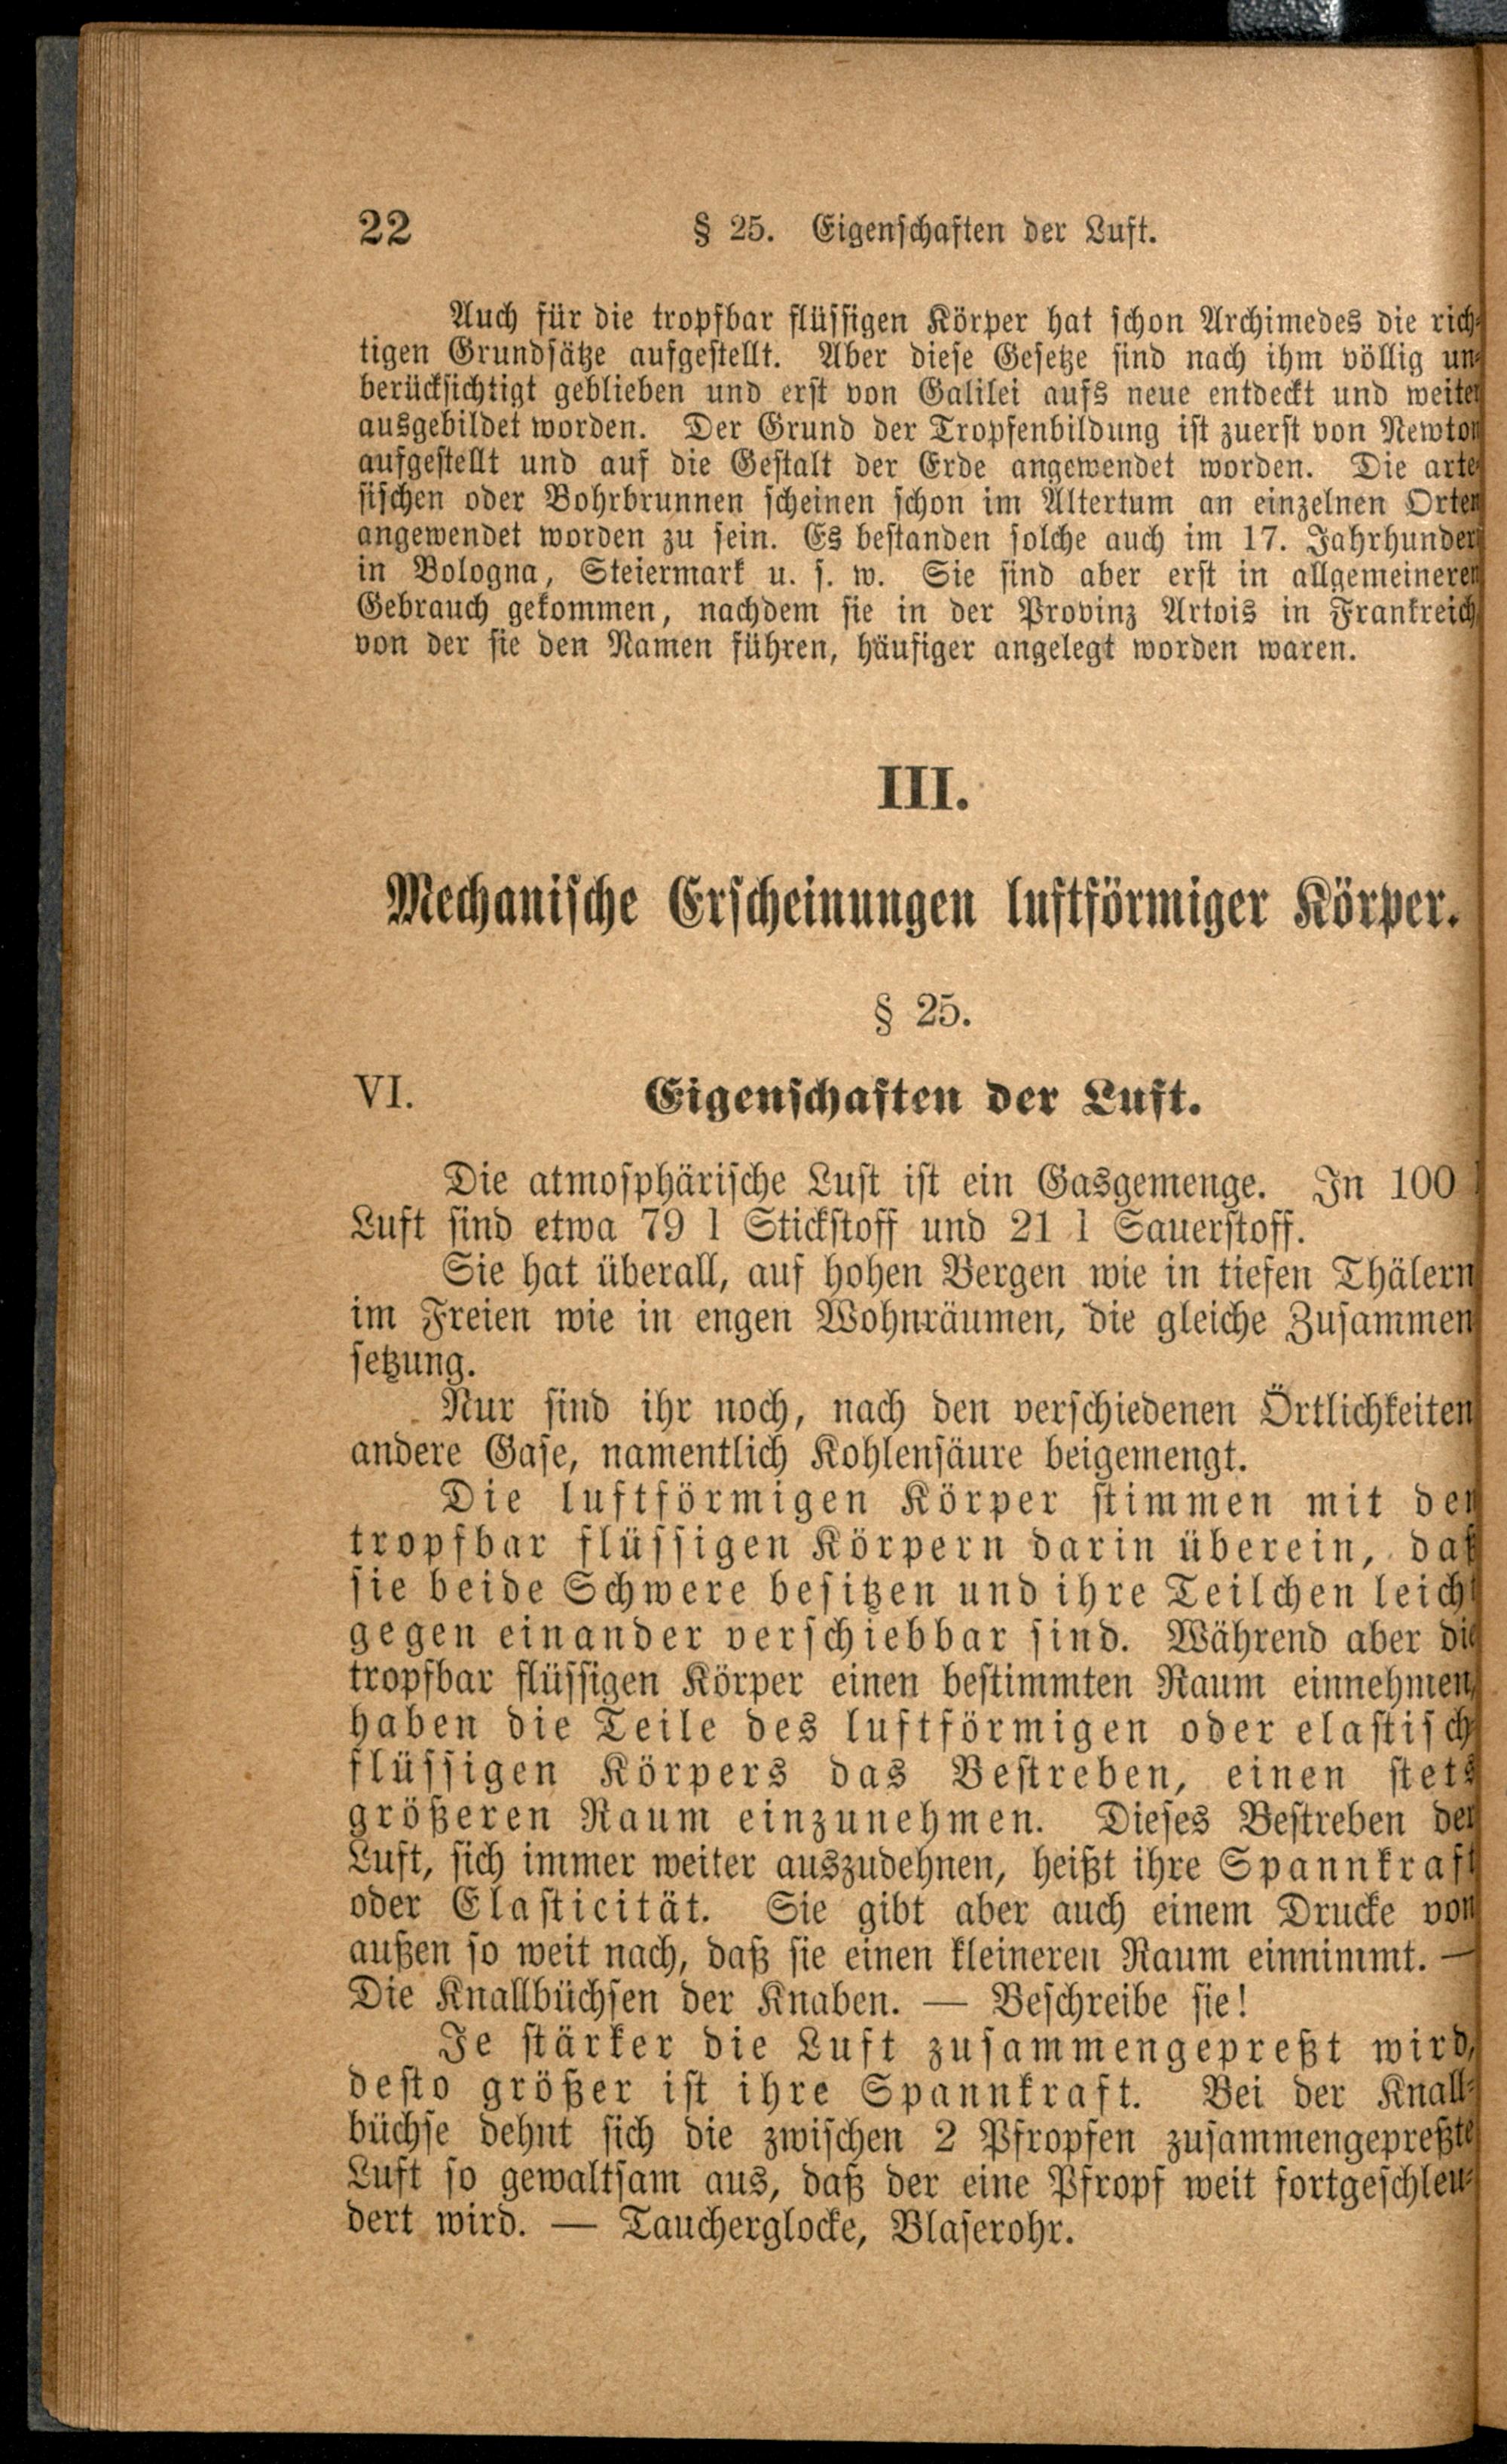 22 § 25. Eigenschaften der Luft.
Auch für die tropfbar flüssigen Körper hat schon Archimedes die rich-
tigen Grundsätze aufgestellt. Aber diese Gesetze sind nach ihm völlig un-
berücksichtigt geblieben und erst von Galilei aufs neue entdeckt und weiter
ausgebildet worden. Der Grund der Tropfenbildung ist zuerst von Newton
aufgestellt und auf die Gestalt der Erde angewendet worden. Die arte-
sischen oder Bohrbrunnen scheinen schon im Altertum an einzelnen Orten
angewendet worden zu sein. Es bestanden solche auch im 17. Jahrhundert
in Bologna, Steiermark u. s. w. Sie sind aber erst in allgemeineren
Gebrauch gekommen, nachdem sie in der Provinz Artois in Frankreich,
von der sie den Namen führen, häufiger angelegt worden waren.
III.
Mechanische Erscheinungen luftförmiger Körper.
§ 25.
VI. Eigenschaften der Luft.
Die atmosphärische Lust ist ein Gasgemenge. In 100 l
Luft sind etwa 79 l Stickstoff und 21 l Sauerstoff.
Sie hat überall, auf hohen Bergen wie in tiefen Thälern
im Freien wie in engen Wohnräumen, die gleiche Zusammen
setzung.
Nur sind ihr noch, nach den verschiedenen Örtlichkeiten
andere Gase, namentlich Kohlensäure beigemengt.
Die luftförmigen Körper stimmen mit den
tropfbar flüssigen Körpern darin überein, daß
sie beide Schwere besitzen und ihre Teilchen leicht
gegen einander verschiebbar sind. Während aber die
tropfbar flüssigen Körper einen bestimmten Raum einnehmen,
haben die Teile des luftförmigen oder elastisch-
flüssigen Körpers das Bestreben, einen stets
größeren Raum einzunehmen. Dieses Bestreben der
Luft, sich immer weiter auszudehnen, heißt ihre Spannkraft
oder Elasticität. Sie gibt aber auch einem Drucke von
außen so weit nach, daß sie einen kleineren Raum einnimmt. —
Die Knallbüchsen der Knaben. — Beschreibe sie!
Je stärker die Luft zusammengepreßt wird,
desto größer ist ihre Spannkraft. Bei der Knall-
büchse dehnt sich die zwischen 2 Pfropfen zusammengepreßte
Luft so gewaltsam aus, daß der eine Pfropf weit fortgeschleu-
dert wird. — Taucherglocke, Blaserohr.